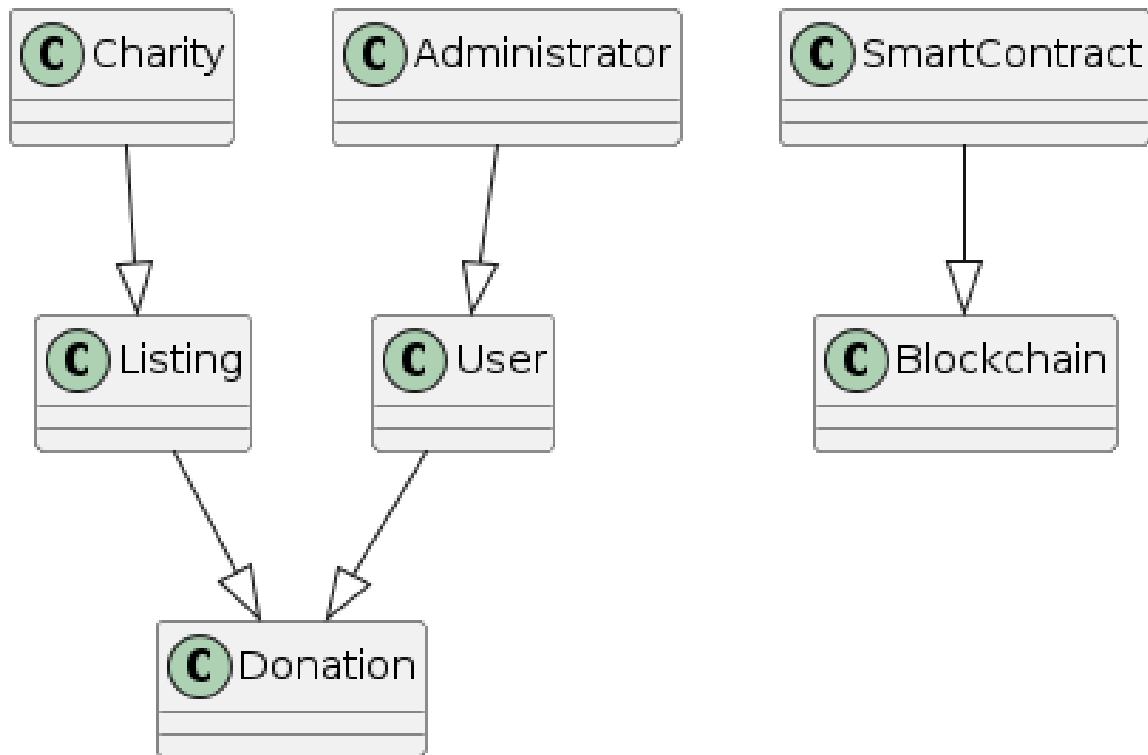 C Charity
C Administrator
C SmartContract
C Listing
C User
C Blockchain
C Donation